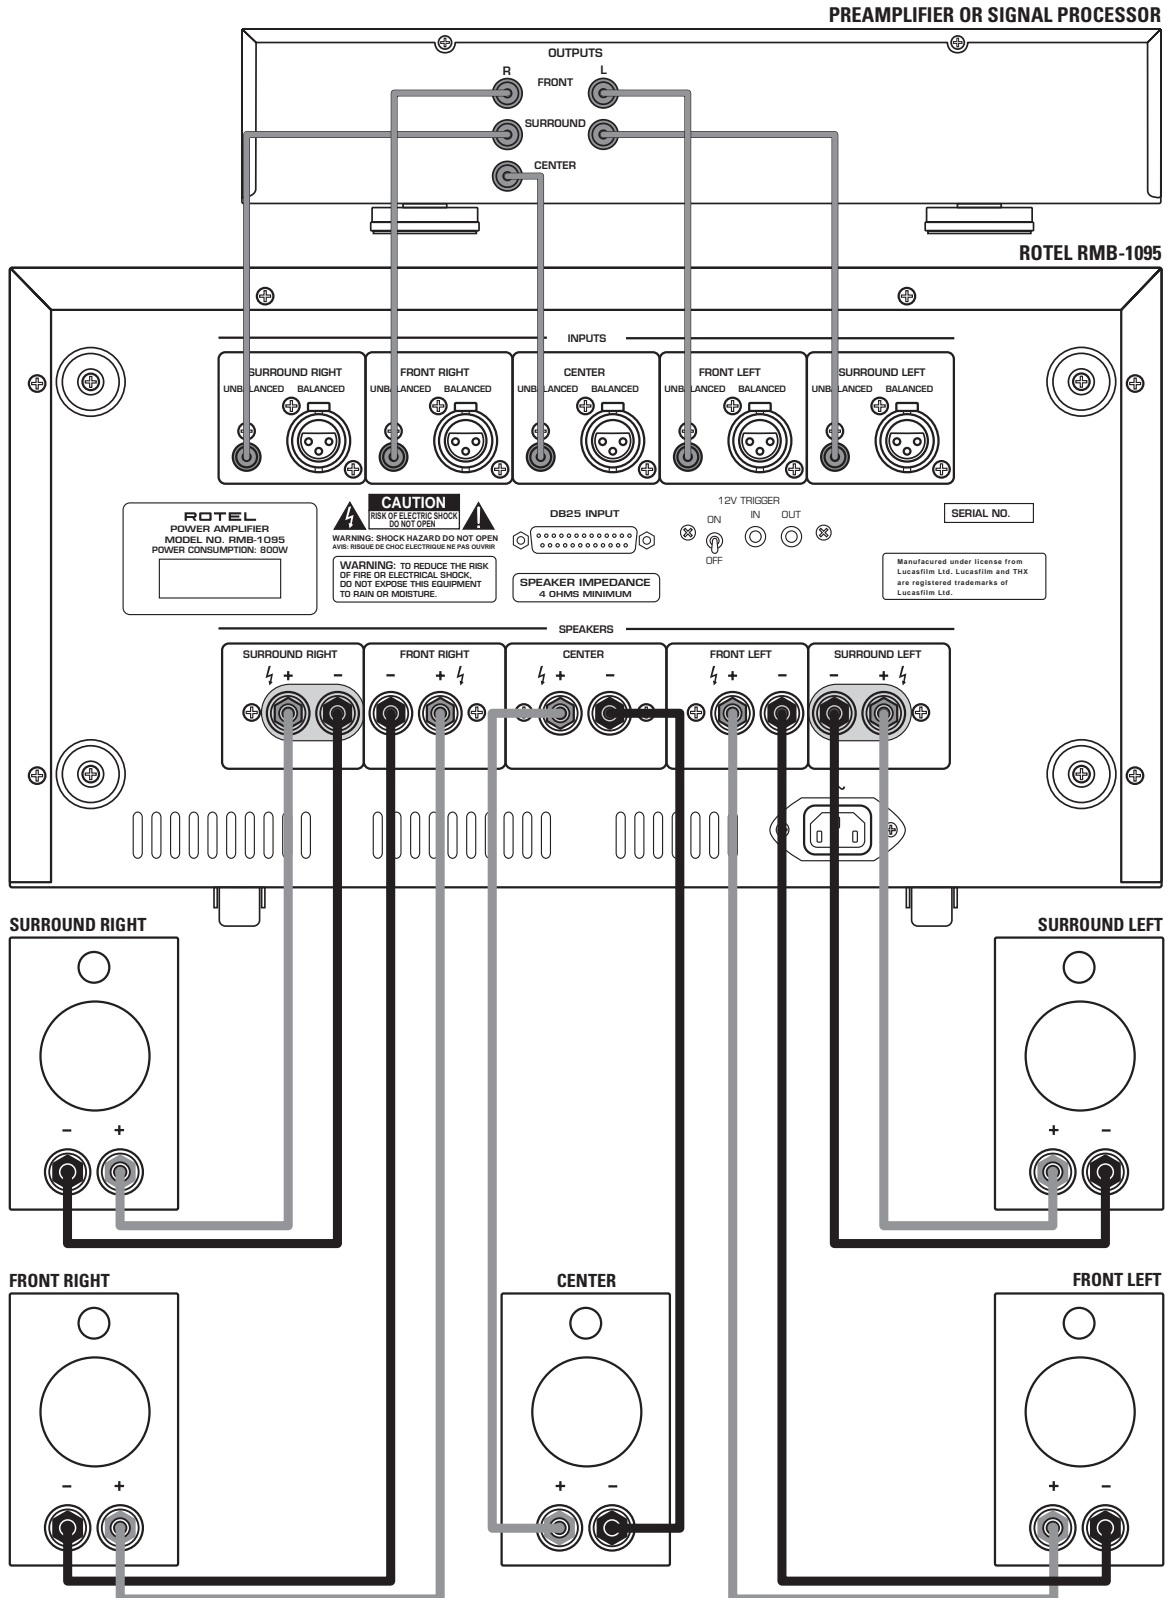 PREAMPLIFIER OR SIGNAL PROCESSOR
OUTPUTS
R L
FRONT
SURROUND
CENTER
ROTEL RMB-1095
INPUTS
SURROUND RIGHT
UNBALANCED BALANCED
FRONT RIGHT
UNBALANCED BALANCED
CENTER
UNBALANCED BALANCED
FRONT LEFT
UNBALANCED BALANCED
SURROUND LEFT
UNBALANCED BALANCED
ROTEL
POWER AMPLIFIER
MODEL NO. RMB-1095
POWER CONSUMPTION: 800W
CAUTION
RISK OF ELECTRIC SHOCK
DO NOT OPEN
WARNING: SHOCK HAZARD DO NOT OPEN
AVIS: RISQUE DE CHOC ELECTRIQUE NE PAS OUVRIR
WARNING: TO REDUCE THE RISK
OF FIRE OR ELECTRICAL SHOCK,
DO NOT EXPOSE THIS EQUIPMENT
TO RAIN OR MOISTURE.
DB25 INPUT
SPEAKER IMPEDANCE
4 OHMS MINIMUM
12V TRIGGER
ON
OFF
IN OUT
SERIAL NO.
Manufacured under license from
Lucasfilm Ltd. Lucasfilm and THX
are registered trademarks of
Lucasfilm Ltd.
SPEAKERS
SURROUND RIGHT
+ –
FRONT RIGHT
– +
CENTER
+ –
FRONT LEFT
+ –
SURROUND LEFT
– +
~
SURROUND RIGHT
– +
SURROUND LEFT
+ –
FRONT RIGHT
– +
CENTER
+ –
FRONT LEFT
+ –